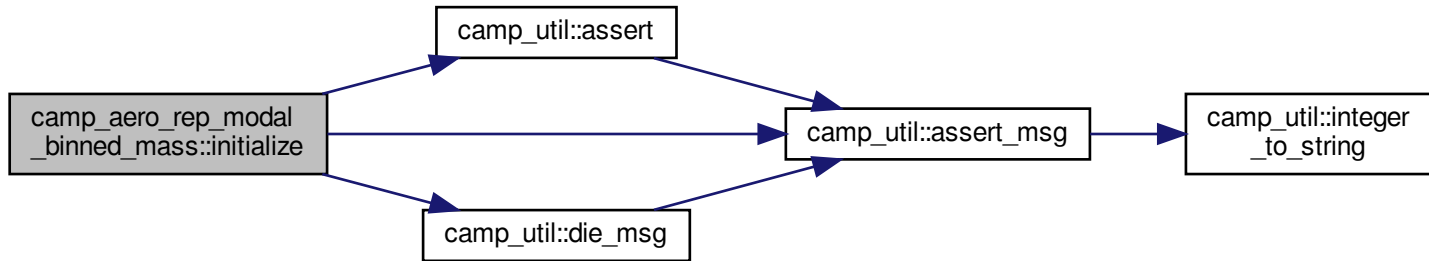 camp_util::assert
camp_aero_rep_modal
_binned_mass::initialize
camp_util::assert_msg
camp_util::integer
_to_string
camp_util::die_msg